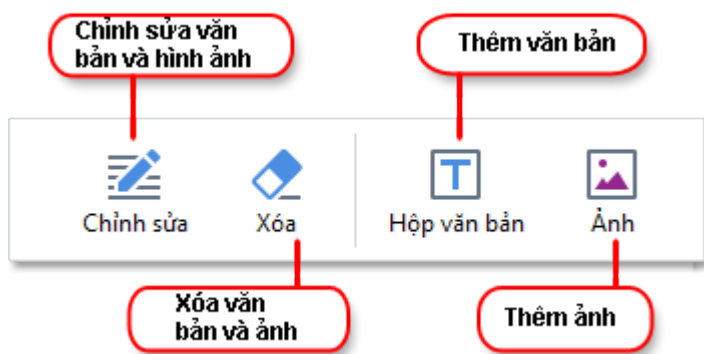 Chỉnh sửa văn
bản và hình ảnh
Thêm văn bản
Chỉnh sửa
Xóa
Hộp văn bản
Ảnh
Xóa văn
bản và ảnh
Thêm ảnh